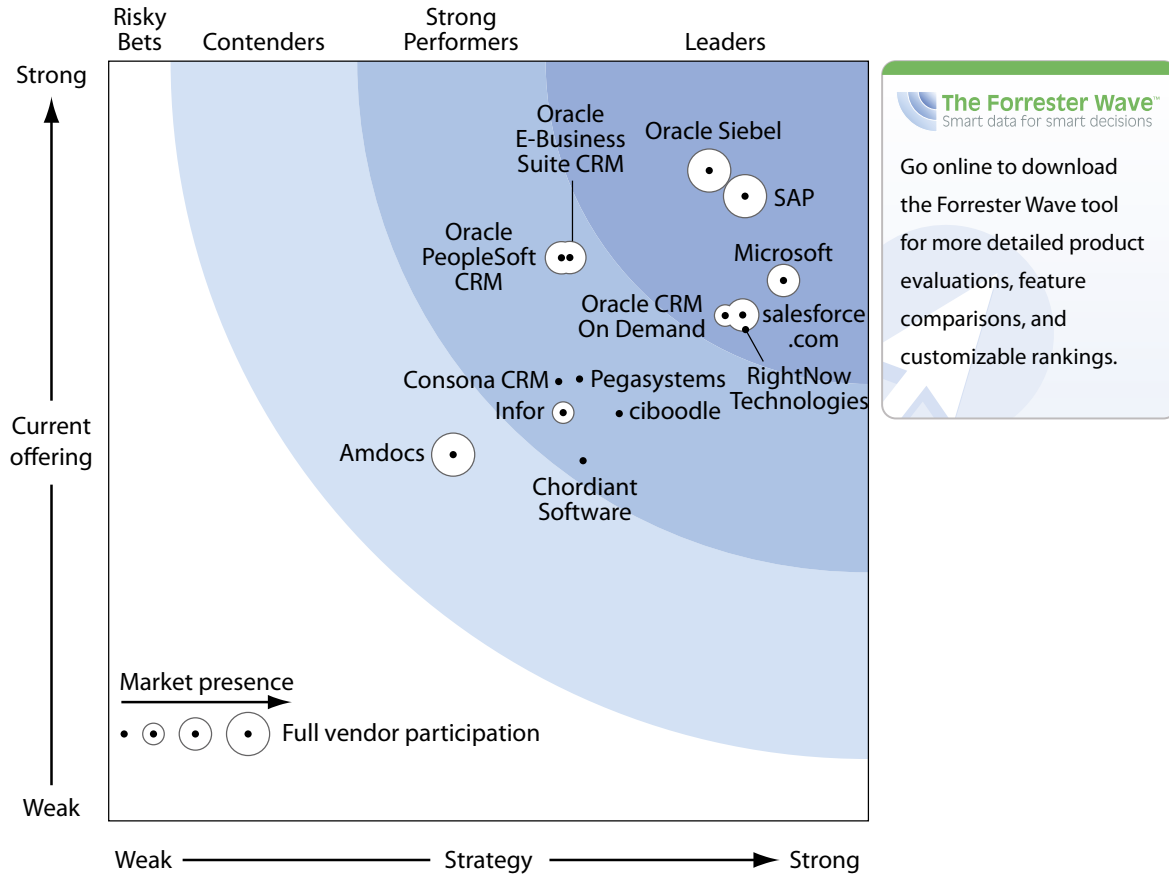 Risky
Bets
Contenders
Strong
Performers
Leaders
Strong
Current
offering
Weak
Oracle
E-Business
Suite CRM
Oracle Siebel
SAP
Oracle
PeopleSoft
CRM
Microsoft
Oracle CRM
On Demand
salesforce
.com
RightNow
Technologies
Consona CRM
Pegasystems
Infor
ciboodle
Amdocs
Chordiant
Software
Market presence
Full vendor participation
Weak
Strategy
Strong
The Forrester Wave™
Smart data for smart decisions
Go online to download
the Forrester Wave tool
for more detailed product
evaluations, feature
comparisons, and
customizable rankings.